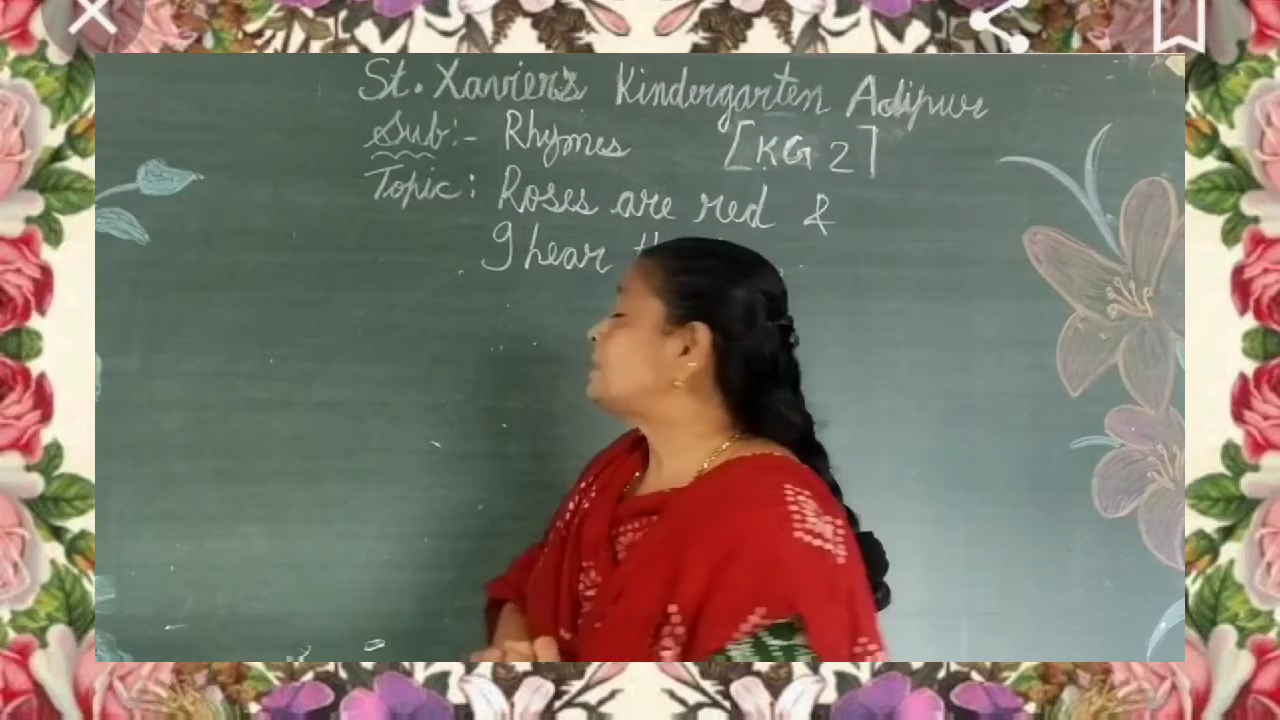 St. Xavier's Kindergarten Adipur
Sub:- Rhymes [KG 2]
Topic: Roses are red &
I hear